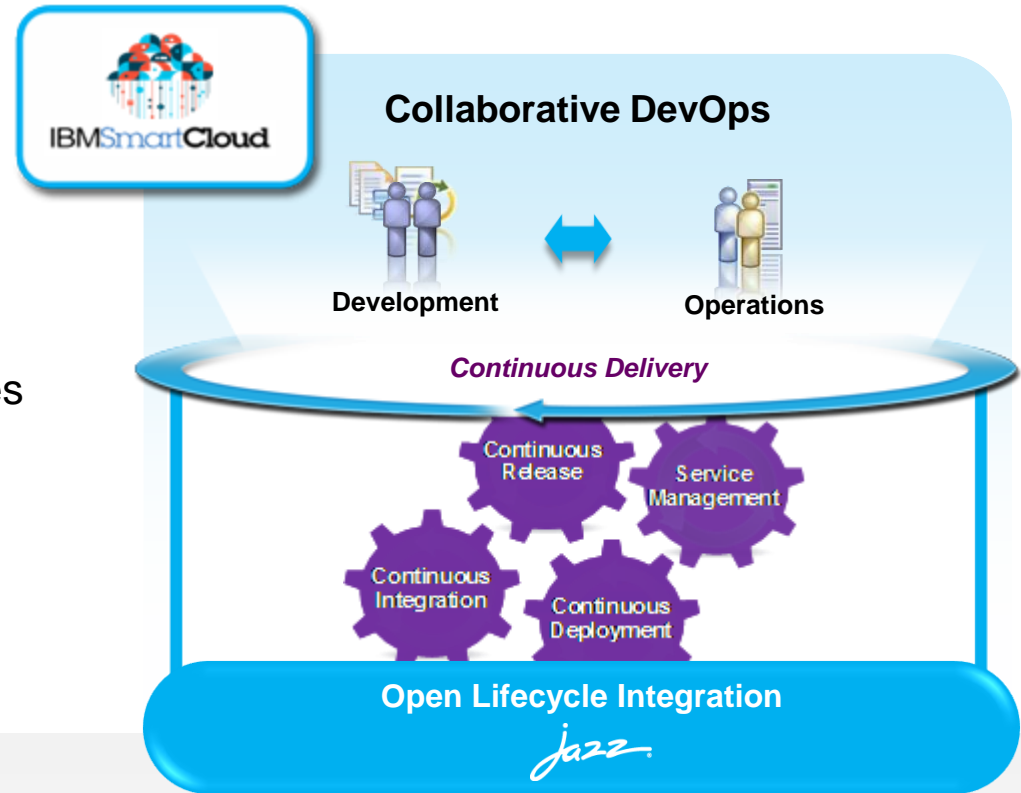 IBMSmartCloud
Collaborative DevOps
Development
Operations
Continuous Delivery
es
Continuous
Release
Service
Management
Continuous
Integration
Continuous
Deployment
Open Lifecycle Integration
jazz